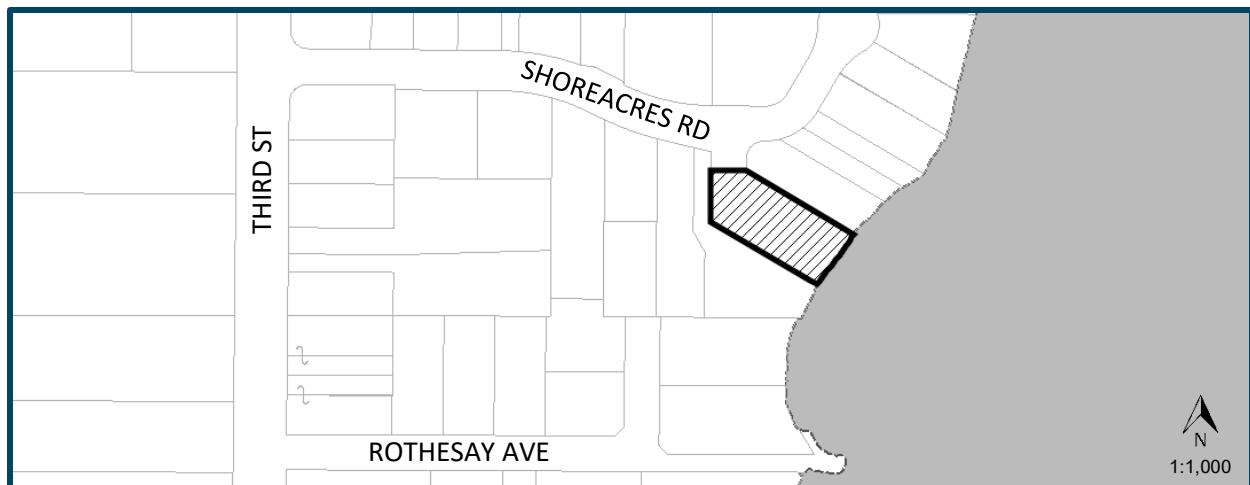 SHOREACRES RD
THIRD ST
ROTHESAY AVE
N
1:1,000